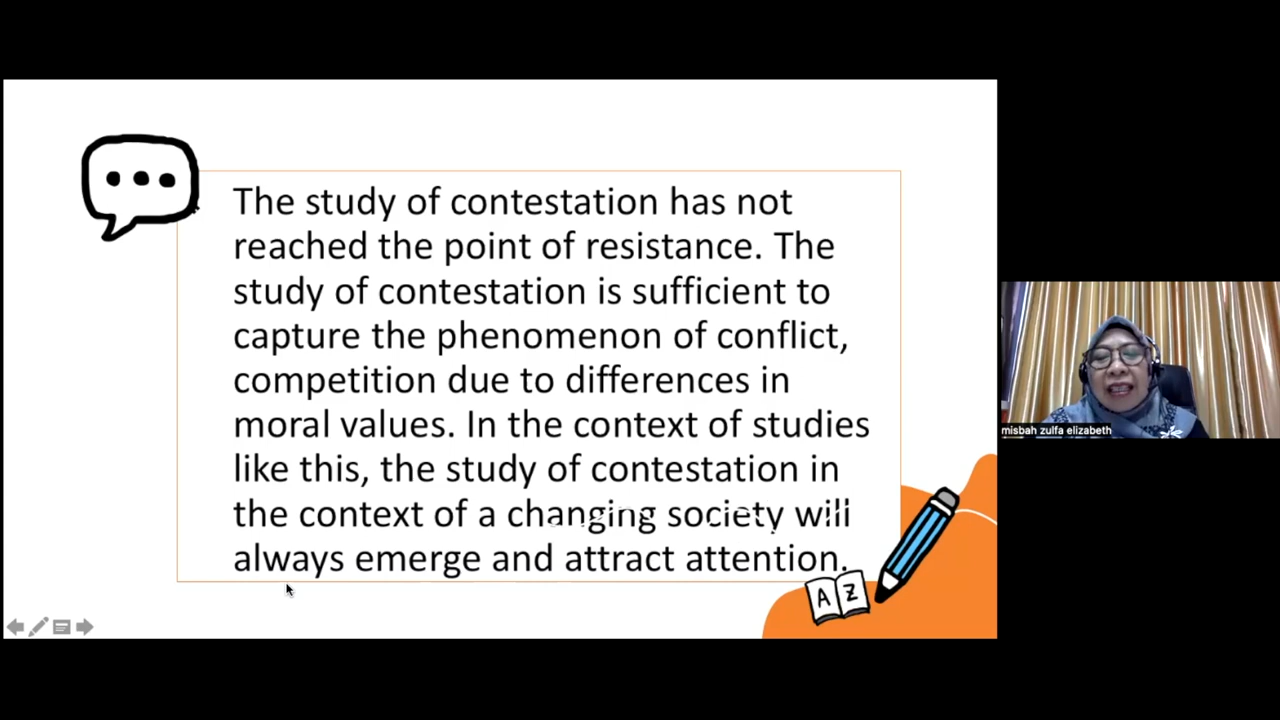 The study of contestation has not
reached the point of resistance. The
study of contestation is sufficient to
capture the phenomenon of conflict,
competition due to differences in
moral values. In the context of studies
like this, the study of contestation in
the context of a changing society will
always emerge and attract attention.
A Z
misbah zulfa elizabeth